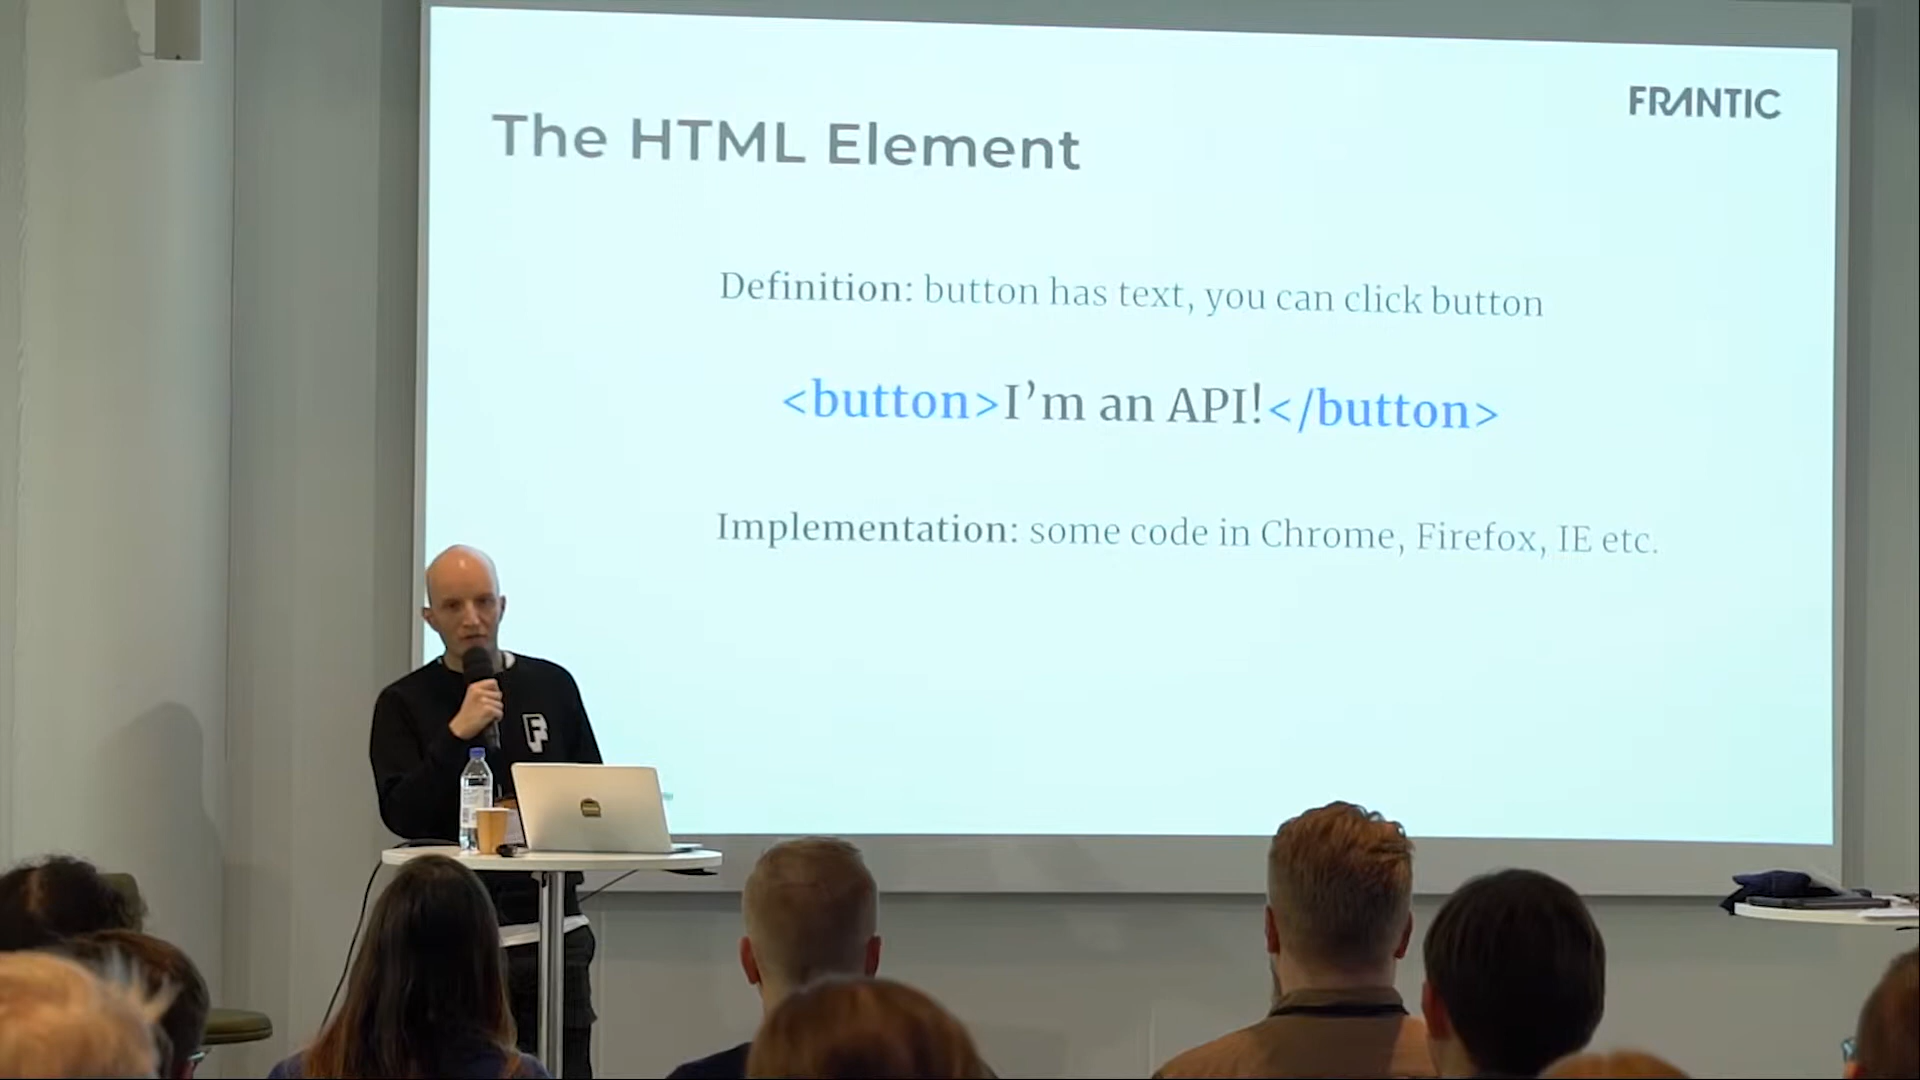 FRANTIC
The HTML Element
Definition: button has text, you can click button
<button>I’m an API!</button>
Implementation: some code in Chrome, Firefox, IE etc.
F